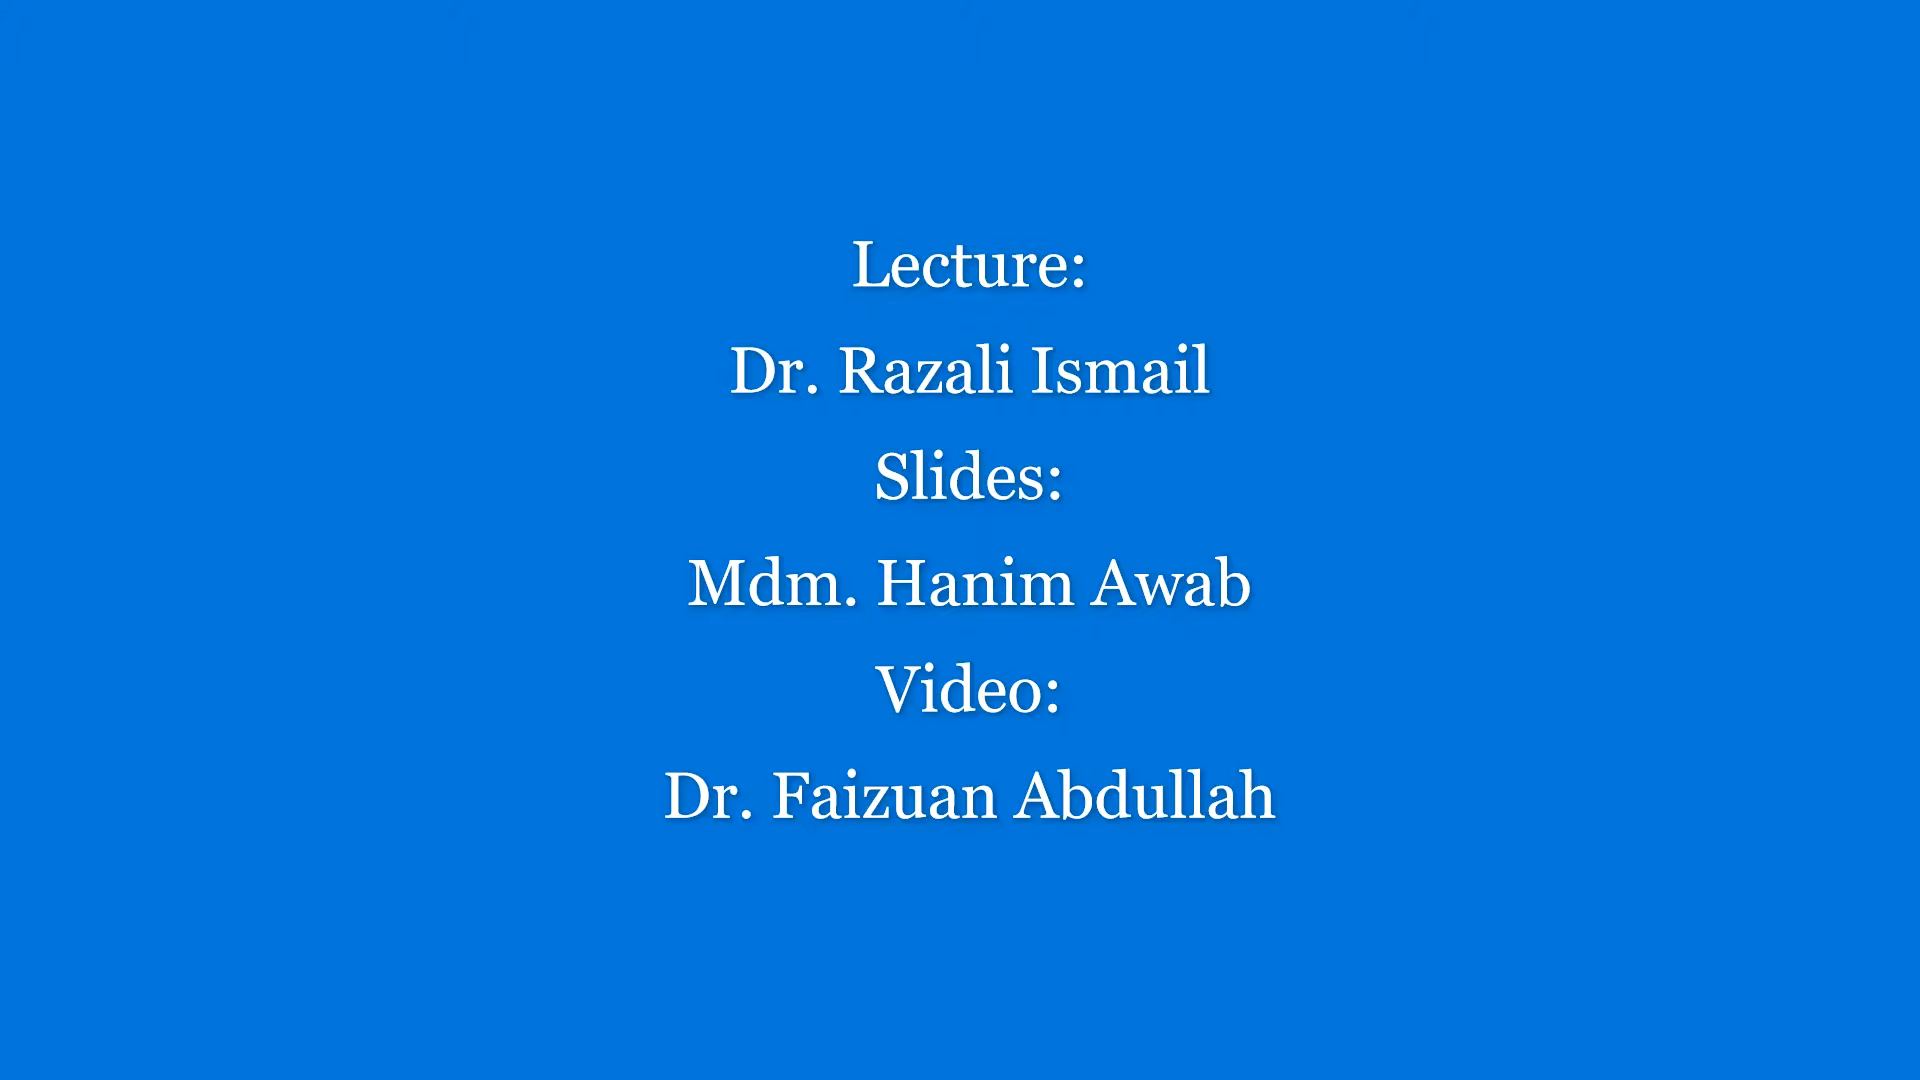 Lecture:
Dr. Razali Ismail
Slides:
Mdm. Hanim Awab
Video:
Dr. Faizuan Abdullah